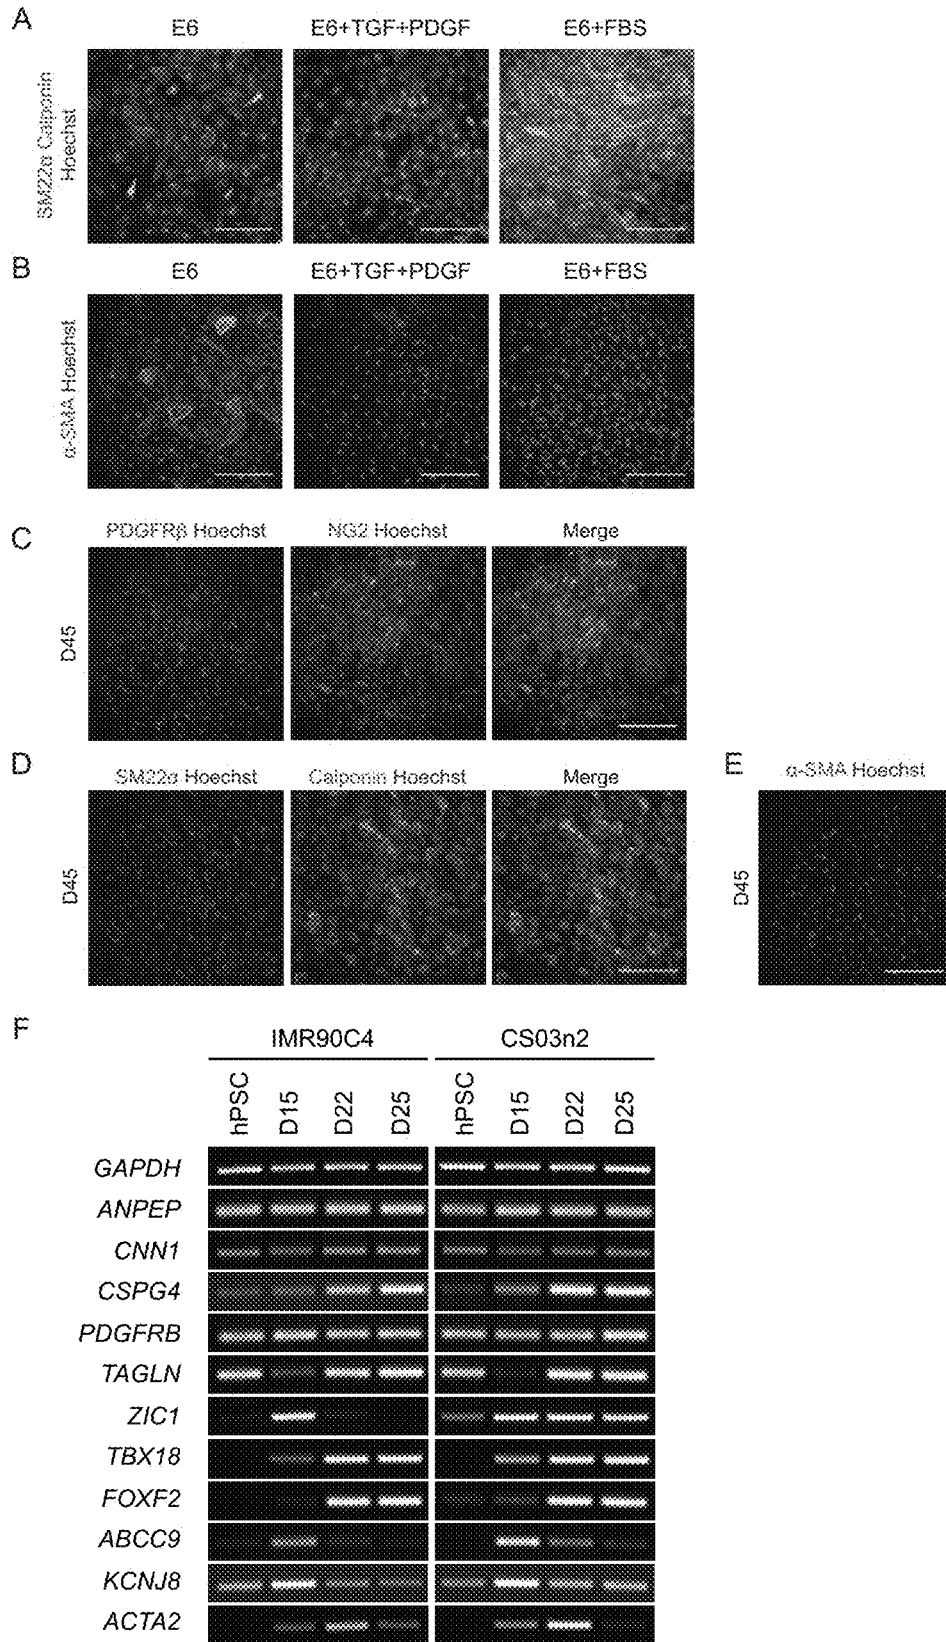 A
E6
E6+TGF+PDGF
E6+FBS
SM22α Calponin
Hoechst
B
E6
E6+TGF+PDGF
E6+FBS
α-SMA Hoechst
C
PDGFRβ Hoechst
NG2 Hoechst
Merge
D45
D
SM22α Hoechst
Calponin Hoechst
Merge
D45
E
α-SMA Hoechst
D45
F
IMR90C4
CS03n2
hPSC
D15
D22
D25
hPSC
D15
D22
D25
GAPDH
ANPEP
CNN1
CSPG4
PDGFRB
TAGLN
ZIC1
TBX18
FOXF2
ABCC9
KCNJ8
ACTA2